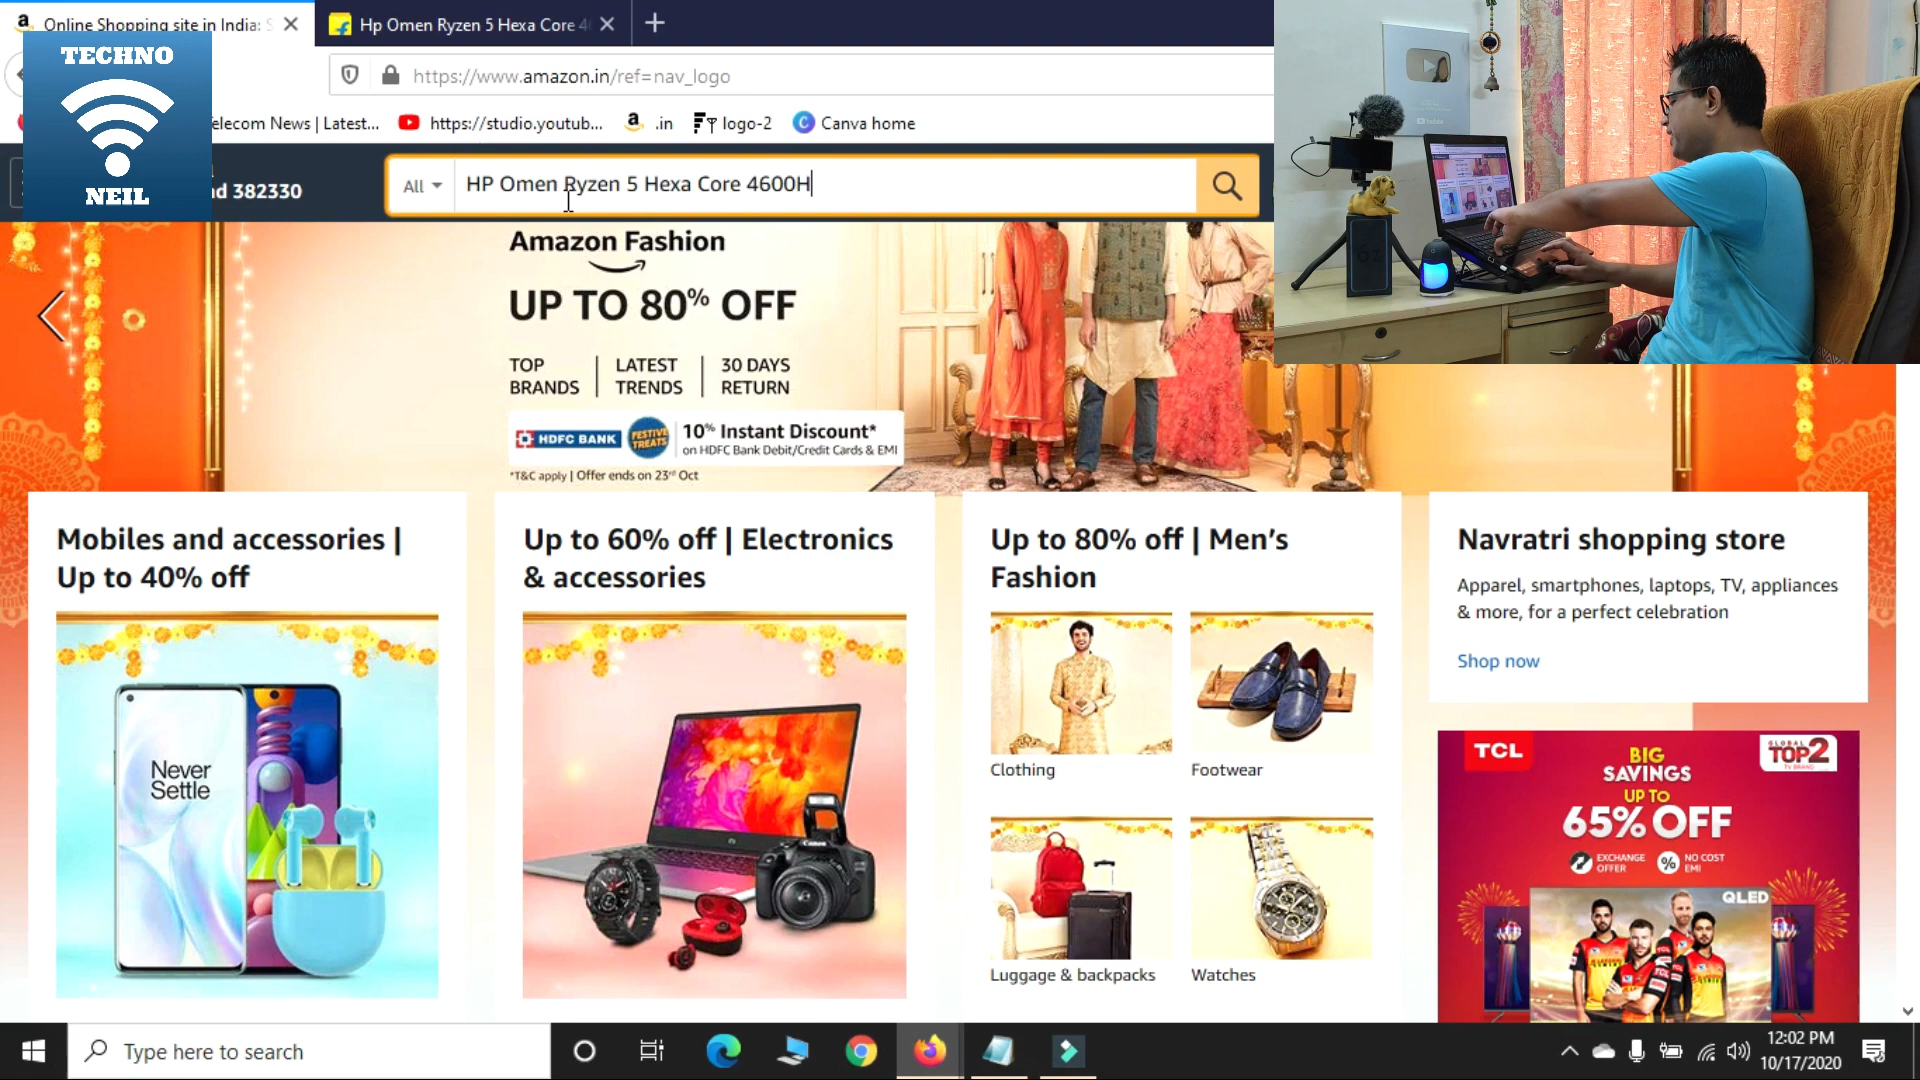 Online Shopping site in India: S
Hp Omen Ryzen 5 Hexa Core 4
TECHNO
NEIL
https://www.amazon.in/ref=nav_logo
elecom News | Latest...
https://studio.youtub...
.in
logo-2
Canva home
d 382330
All
HP Omen Ryzen 5 Hexa Core 4600H
Amazon Fashion
UP TO 80% OFF
TOP BRANDS
LATEST TRENDS
30 DAYS RETURN
HDFC BANK
FESTIVE TREATS
10% Instant Discount*
on HDFC Bank Debit/Credit Cards & EMI
*T&C apply | Offer ends on 23rd Oct
Mobiles and accessories |
Up to 40% off
Never
Settle
Up to 60% off | Electronics
& accessories
Canon
Up to 80% off | Men’s
Fashion
Clothing
Footwear
Luggage & backpacks
Watches
Navratri shopping store
Apparel, smartphones, laptops, TV, appliances
& more, for a perfect celebration
Shop now
TCL
BIG
SAVINGS
UP TO
65% OFF
GLOBAL
TOP2
TV BRAND
EXCHANGE
OFFER
NO COST
EMI
QLED
Type here to search
12:02 PM
10/17/2020